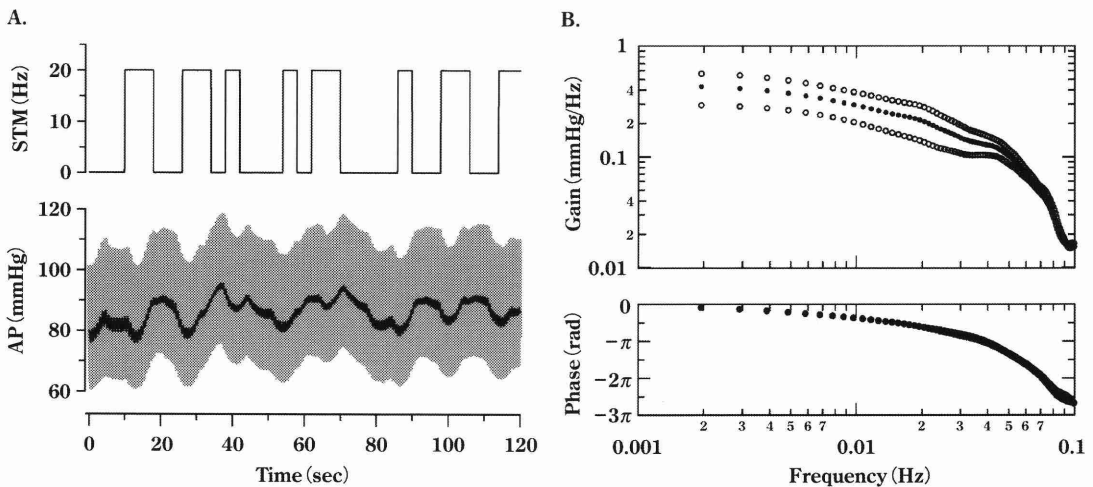 A.
STM (Hz)
20
10
0
AP (mmHg)
120
100
80
60
0 20 40 60 80 100 120
Time (sec)
B.
Gain (mmHg/Hz)
1
4
2
0.1
4
2
0.01
Phase (rad)
0
−π
−2π
−3π
0.001 2 3 4 5 6 7 0.01 2 3 4 5 6 7 0.1
Frequency (Hz)